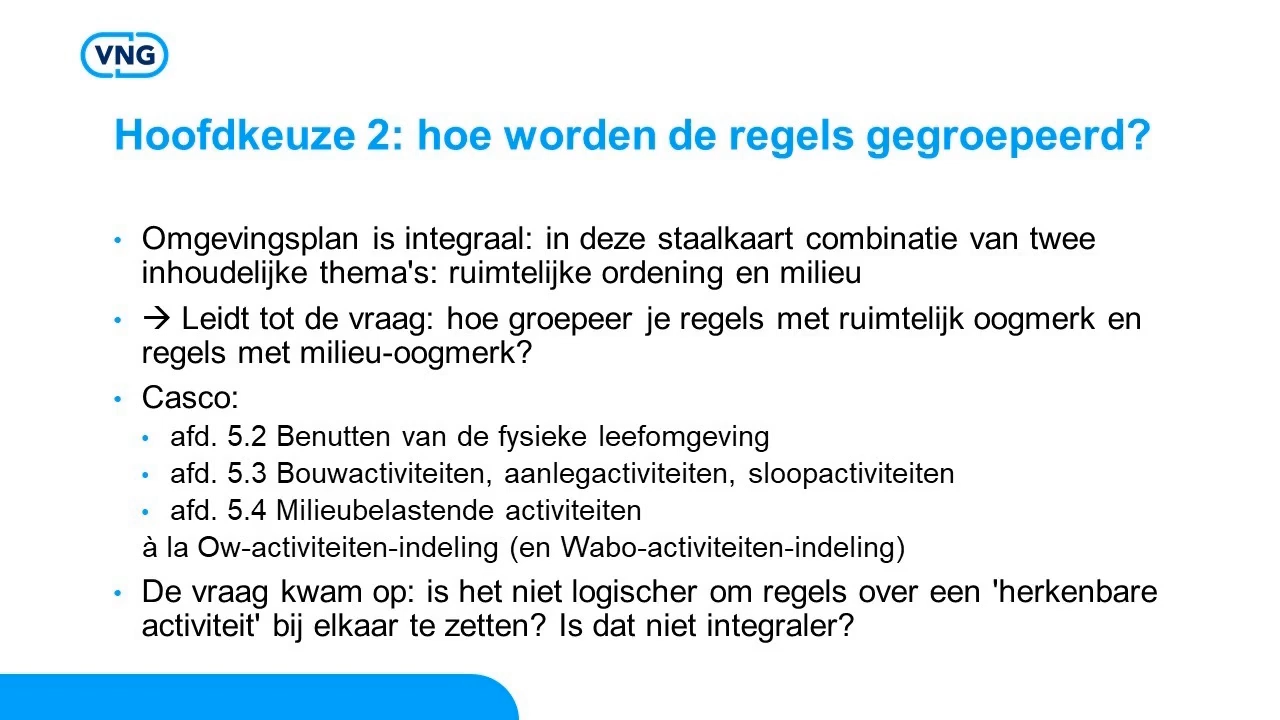 VNG
Hoofdkeuze 2: hoe worden de regels gegroepeerd?
• Omgevingsplan is integraal: in deze staalkaart combinatie van twee
inhoudelijke thema's: ruimtelijke ordening en milieu
• → Leidt tot de vraag: hoe groepeer je regels met ruimtelijk oogmerk en
regels met milieu-oogmerk?
• Casco:
• afd. 5.2 Benutten van de fysieke leefomgeving
• afd. 5.3 Bouwactiviteiten, aanlegactiviteiten, sloopactiviteiten
• afd. 5.4 Milieubelastende activiteiten
à la Ow-activiteiten-indeling (en Wabo-activiteiten-indeling)
• De vraag kwam op: is het niet logischer om regels over een 'herkenbare
activiteit' bij elkaar te zetten? Is dat niet integraler?